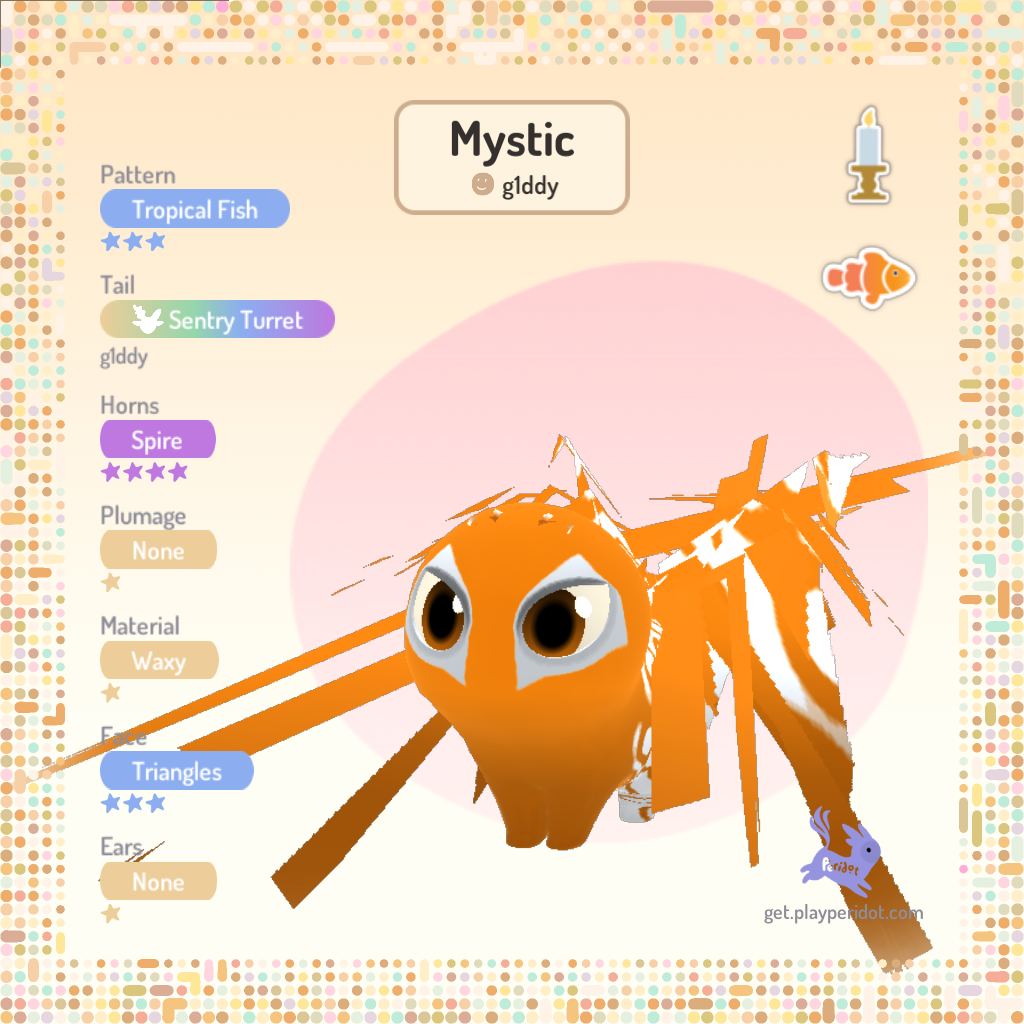 Mystic
g1ddy
Pattern
Tropical Fish
Tail
Sentry Turret
g1ddy
Horns
Spire
Plumage
None
Material
Waxy
Face
Triangles
Ears
None
Peridot
get.playperidot.com